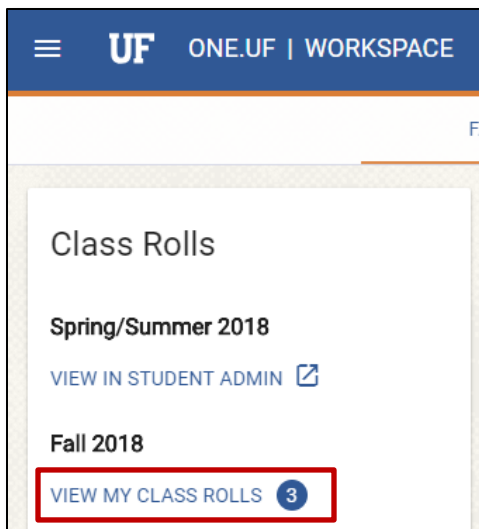 UF ONE.UF | WORKSPACE
Class Rolls
Spring/Summer 2018
VIEW IN STUDENT ADMIN
Fall 2018
VIEW MY CLASS ROLLS 3